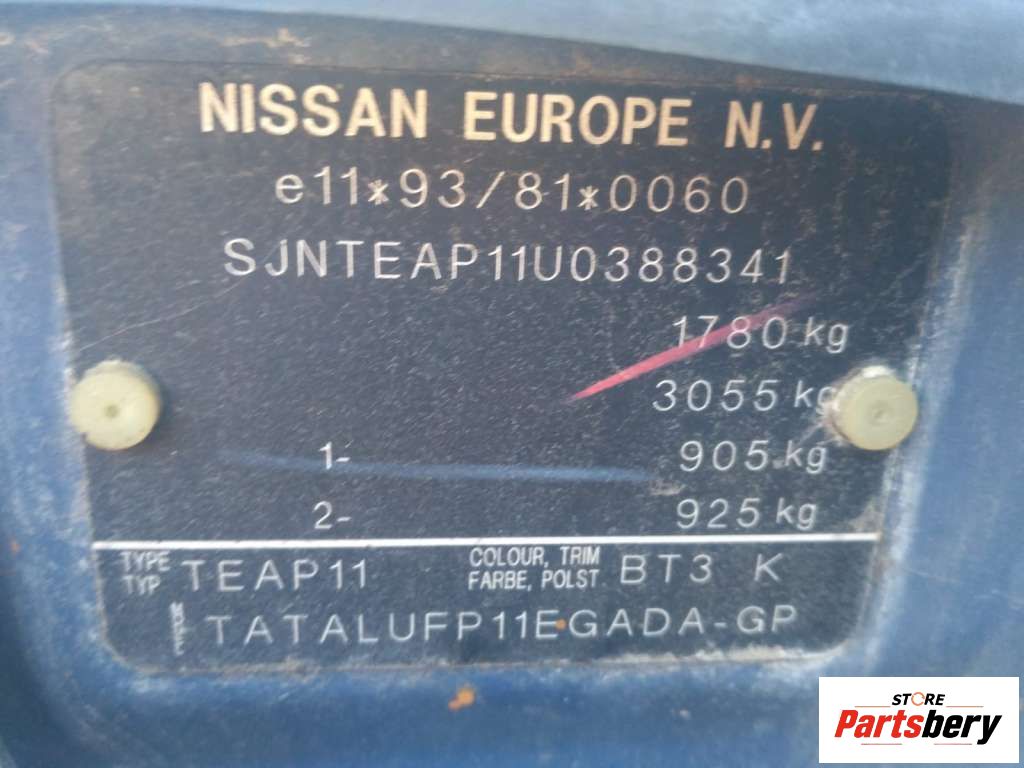 NISSAN EUROPE N.V.
e11*93/81*0060
SJNTEAP11U0388341
1780 kg
3055 kg
1- 905 kg
2- 925 kg
TYPE
TYP TEAP11 COLOUR, TRIM
FARBE, POLST. BT3 K
TATALUFP11EGADA-GP
STORE
Partsbery